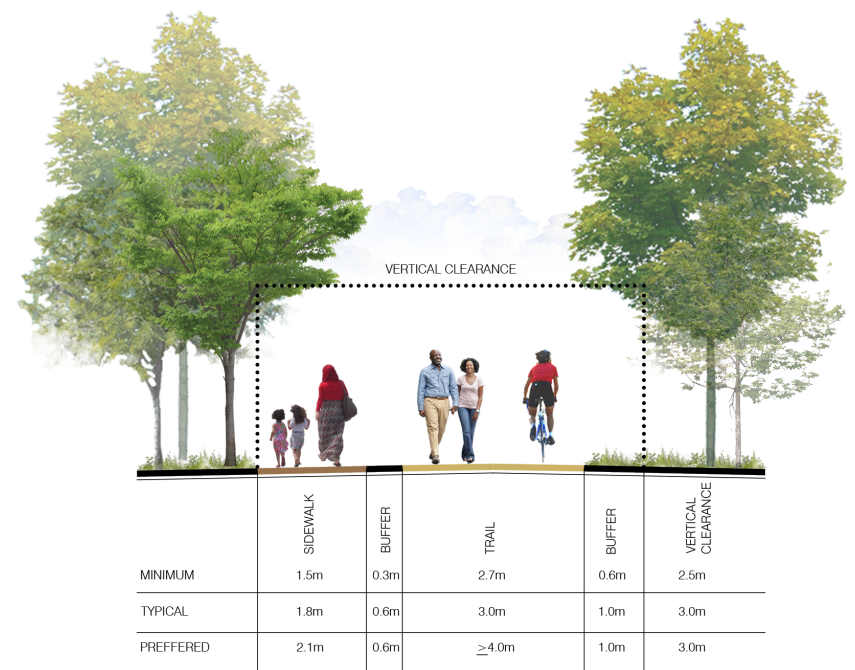 VERTICAL CLEARANCE
SIDEWALK
BUFFER
TRAIL
BUFFER
VERTICAL
CLEARANCE
MINIMUM 1.5m 0.3m 2.7m 0.6m 2.5m
TYPICAL 1.8m 0.6m 3.0m 1.0m 3.0m
PREFFERED 2.1m 0.6m ≥4.0m 1.0m 3.0m